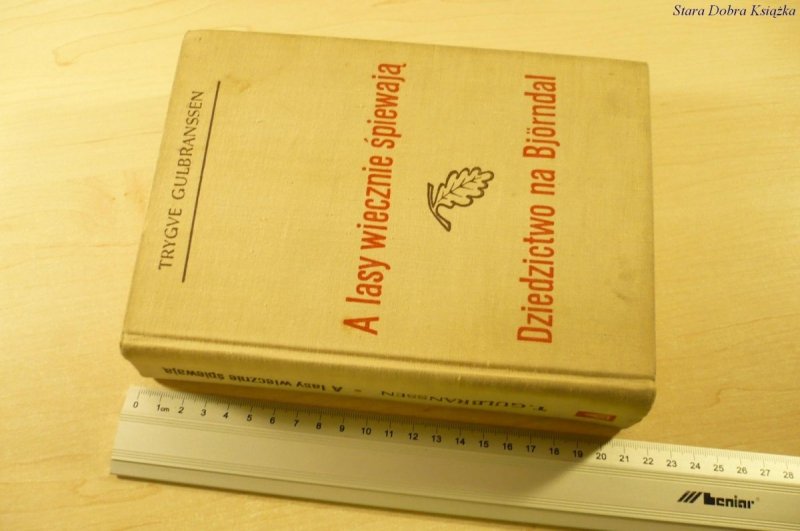 Stara Dobra Książka
TRYGVE GULBRANSSEN
A lasy wiecznie śpiewają
Dziedzictwo na Björndal
T. GULBRANSSEN • A lasy wiecznie śpiewają
0 1cm 2 3 4 5 6 7 8 9 10 11 12 13 14 15 16 17 18 19 20 21 22 23 24 25 26 27 28
leniar